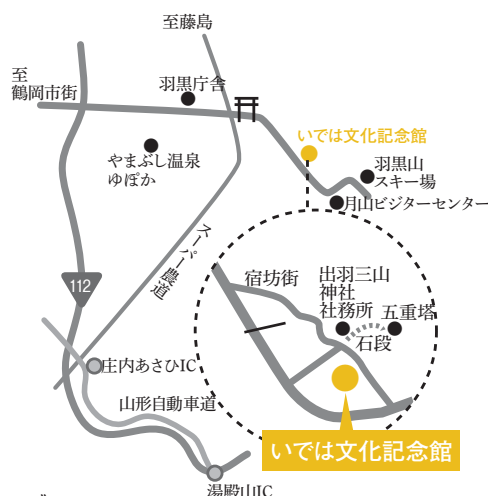 至藤島
至
鶴岡市街
羽黒庁舎
いでは文化記念館
やまぶし温泉
ゆぽか
羽黒山
スキー場
月山ビジターセンター
スーパー農道
112
宿坊街
出羽三山
神社
社務所
五重塔
石段
庄内あさひIC
山形自動車道
いでは文化記念館
湯殿山IC